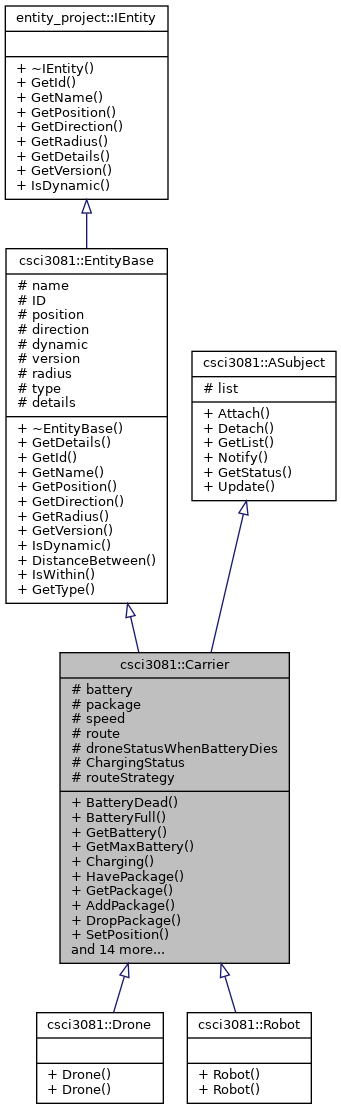 entity_project::IEntity
+ ~IEntity()
+ GetId()
+ GetName()
+ GetPosition()
+ GetDirection()
+ GetRadius()
+ GetDetails()
+ GetVersion()
+ IsDynamic()
csci3081::EntityBase
# name
# ID
# position
# direction
# dynamic
# version
# radius
# type
# details
+ ~EntityBase()
+ GetDetails()
+ GetId()
+ GetName()
+ GetPosition()
+ GetDirection()
+ GetRadius()
+ GetVersion()
+ IsDynamic()
+ DistanceBetween()
+ IsWithin()
+ GetType()
csci3081::ASubject
# list
+ Attach()
+ Detach()
+ GetList()
+ Notify()
+ GetStatus()
+ Update()
csci3081::Carrier
# battery
# package
# speed
# route
# droneStatusWhenBatteryDies
# ChargingStatus
# routeStrategy
+ BatteryDead()
+ BatteryFull()
+ GetBattery()
+ GetMaxBattery()
+ Charging()
+ HavePackage()
+ GetPackage()
+ AddPackage()
+ DropPackage()
+ SetPosition()
and 14 more...
csci3081::Drone
+ Drone()
+ Drone()
csci3081::Robot
+ Robot()
+ Robot()